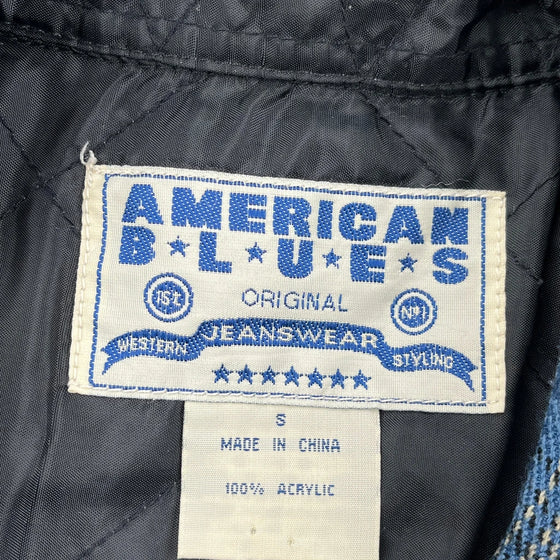 AMERICAN
B★L★U★E★S
ORIGINAL
1ST. Nº1
JEANSWEAR
WESTERN STYLING
★★★★★★★
S
MADE IN CHINA
100% ACRYLIC